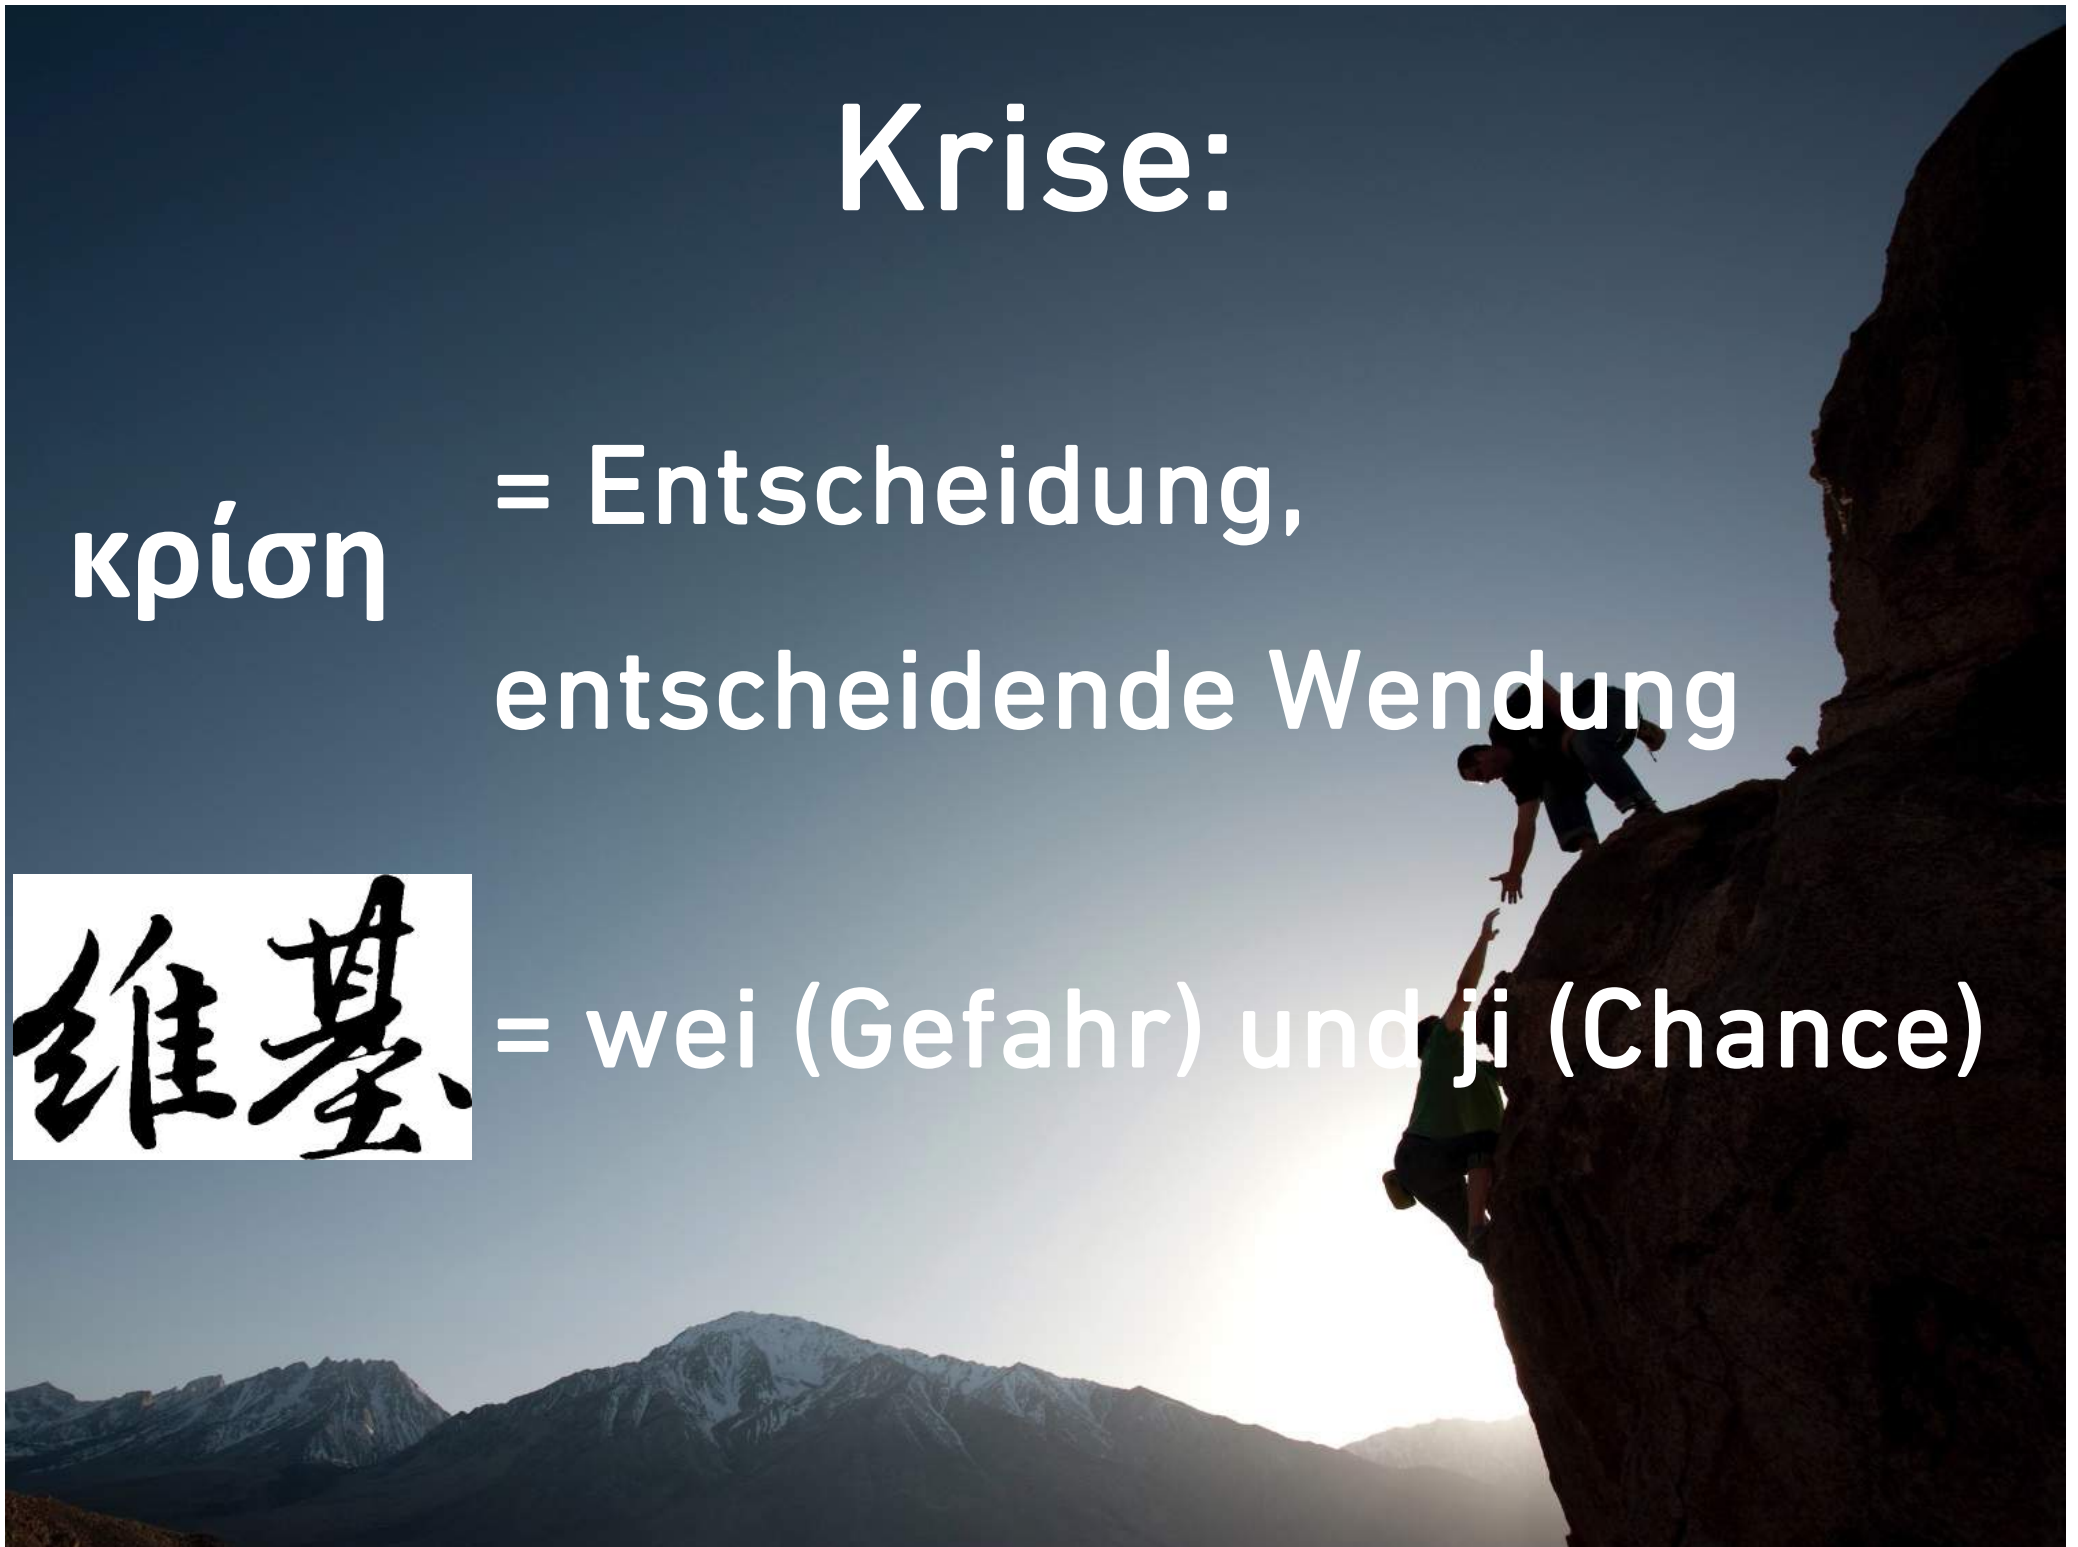 Krise:
κρίση
= Entscheidung,
entscheidende Wendung
维基
= wei (Gefahr) und ji (Chance)